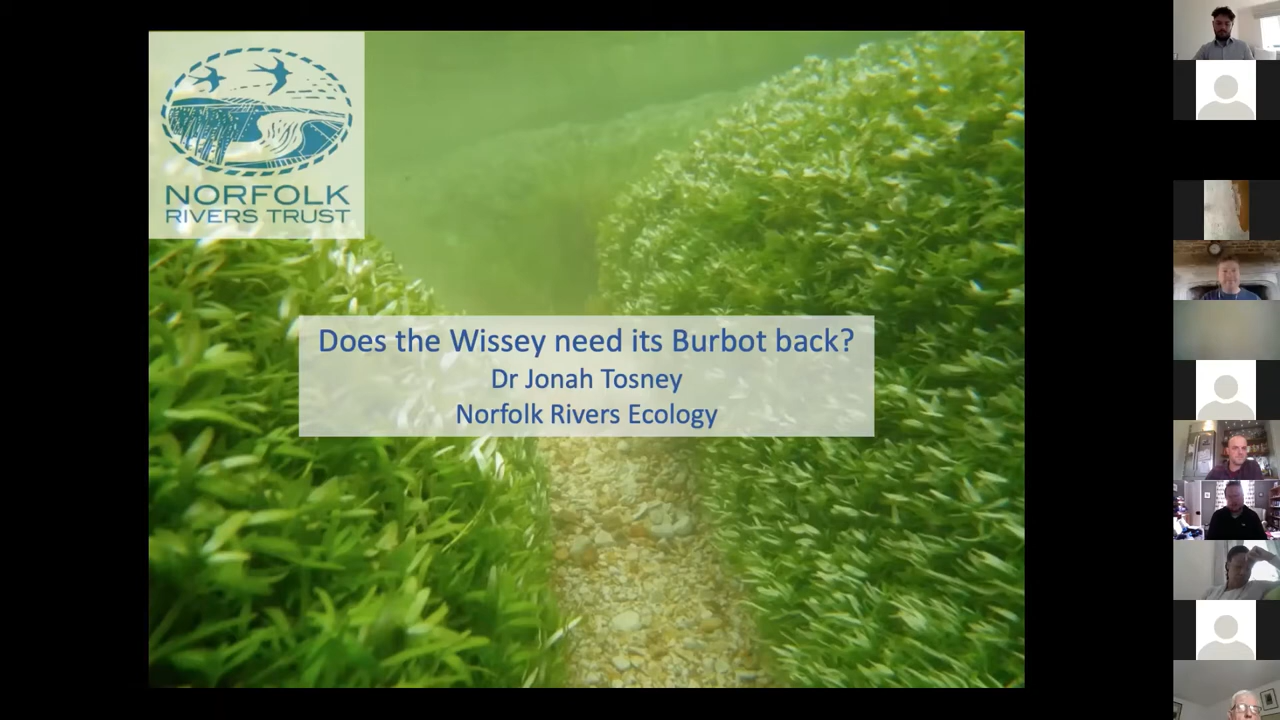 NORFOLK
RIVERS TRUST
Does the Wissey need its Burbot back?
Dr Jonah Tosney
Norfolk Rivers Ecology